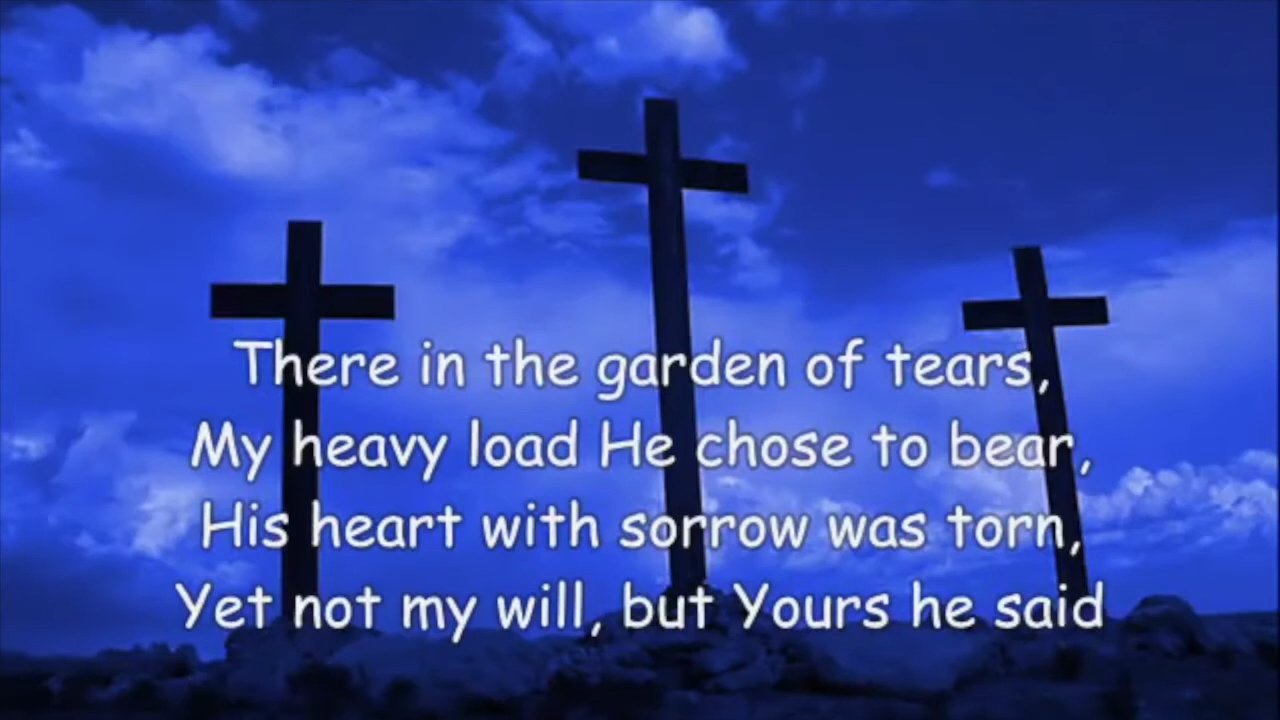 There in the garden of tears,
My heavy load He chose to bear,
His heart with sorrow was torn,
Yet not my will, but Yours he said